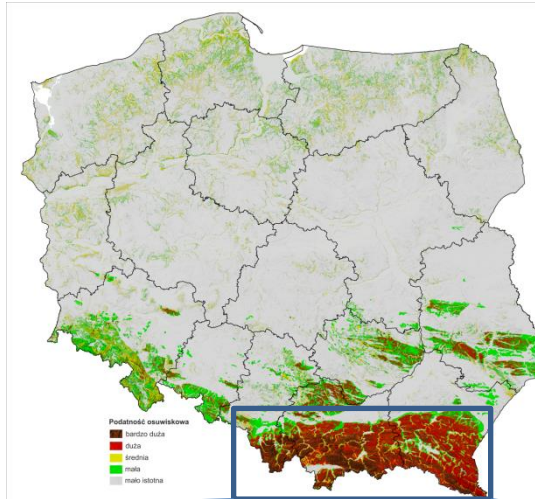 Podatność osuwiskowa
bardzo duża
duża
średnia
mała
mało istotna